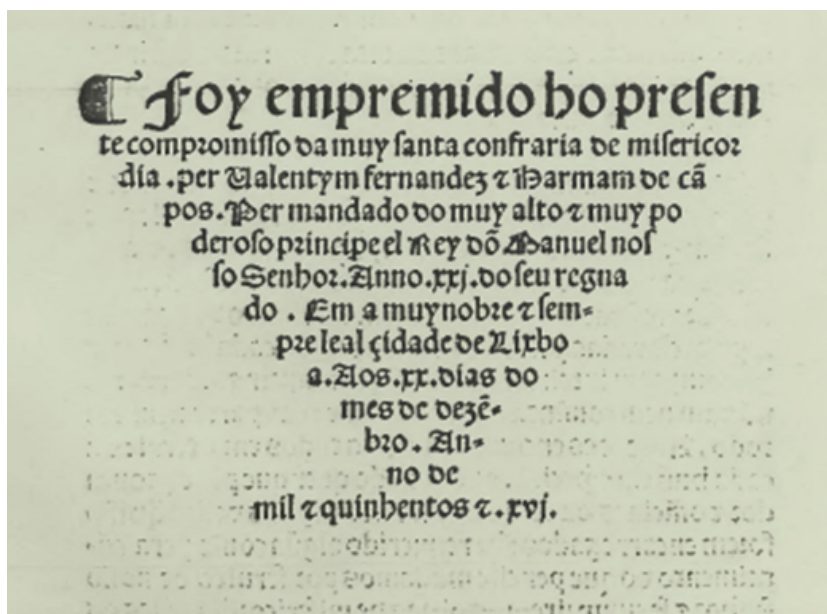 ¶ Foy empremido ho presen
te compromisso da muy santa confraria de misericor
dia .per Ualentym fernandez ⁊ Harmam de cã
pos. Per mandado do muy alto ⁊ muy po
deroso principe el Rey dõ Manuel nos
so Senhor. Anno .xxj. do seu regna
do . Em a muy nobre ⁊ sem-
pre leal çidade de Lixbo
a. Aos .xx. dias do
mes de dezẽ-
bro . An-
no de
mil ⁊ quinhentos ⁊ .xvj.